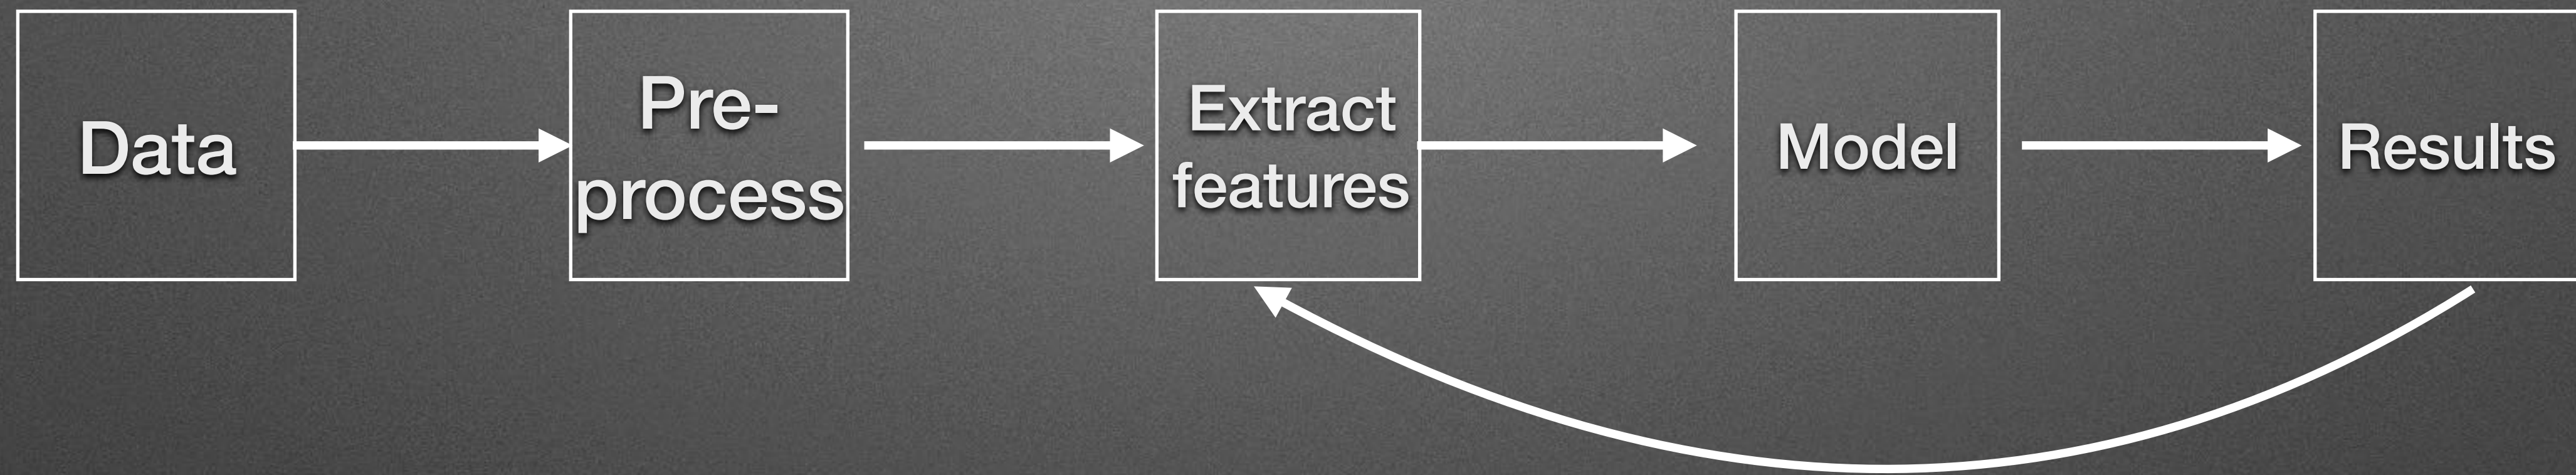 Data
Pre-
process
Extract
features
Model
Results